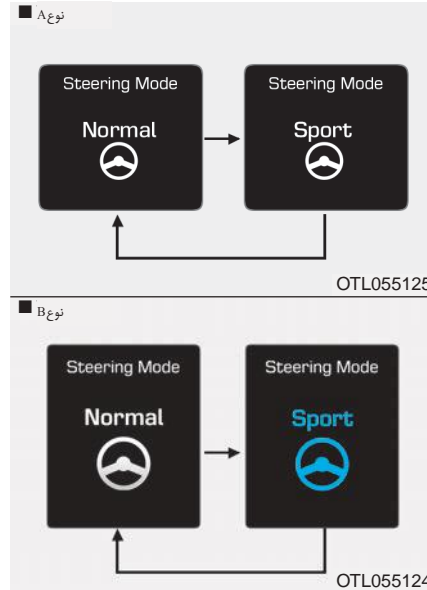 ■ نوعA
Steering Mode Steering Mode
Normal Sport
OTL055125
■ نوعB
Steering Mode Steering Mode
Normal Sport
OTL055124